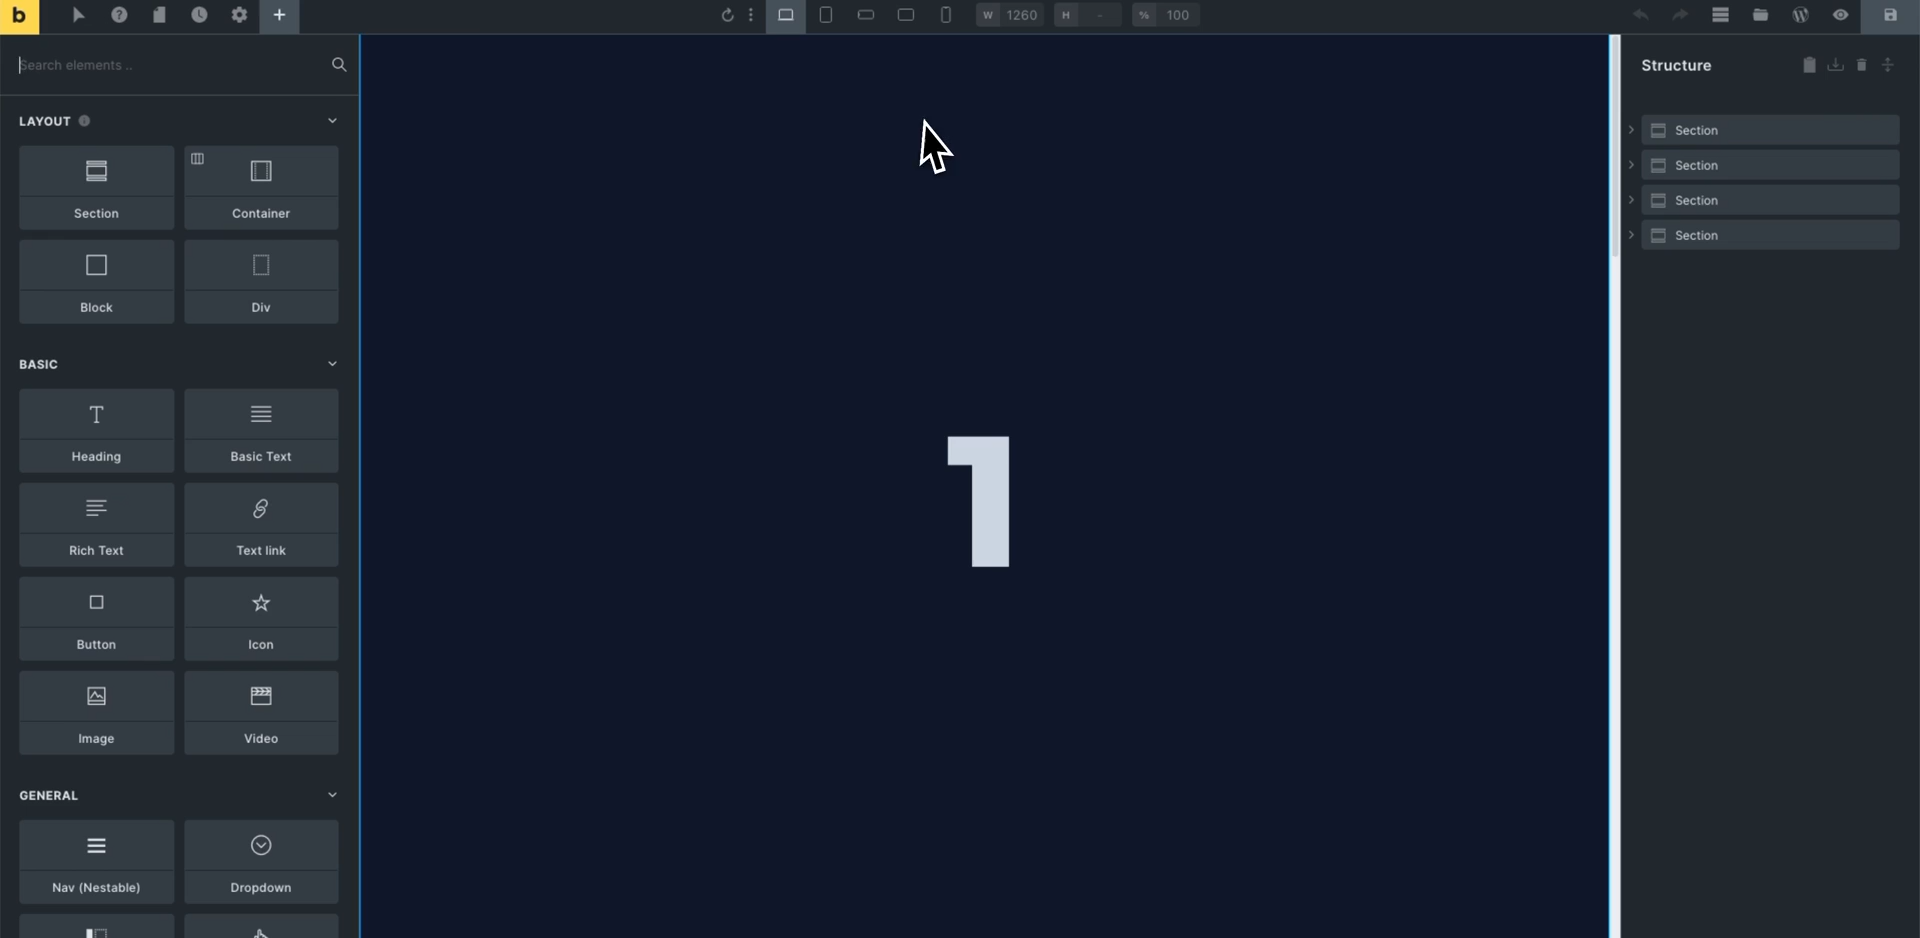 b
W 1260 H - % 100
Search elements ..
Structure
LAYOUT
Section
Container
Block
Div
BASIC
Heading
Basic Text
Rich Text
Text link
Button
Icon
Image
Video
GENERAL
Nav (Nestable)
Dropdown
1
Section
Section
Section
Section